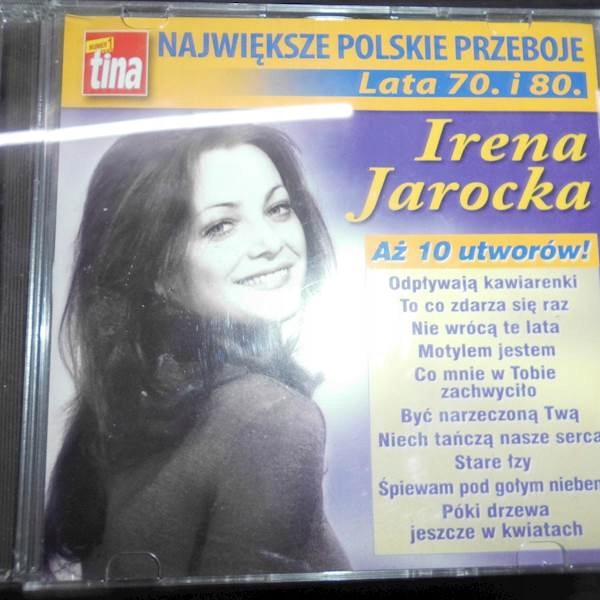 NUMER 1
tina
NAJWIĘKSZE POLSKIE PRZEBOJE
Lata 70. i 80.
Irena
Jarocka
Aż 10 utworów!
Odpływają kawiarenki
To co zdarza się raz
Nie wrócą te lata
Motylem jestem
Co mnie w Tobie
zachwyciło
Być narzeczoną Twą
Niech tańczą nasze serca
Stare łzy
Śpiewam pod gołym niebem
Póki drzewa
jeszcze w kwiatach